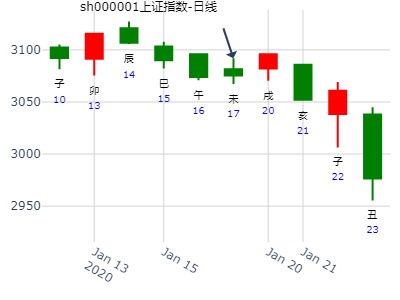 sh000001上证指数-日线
3100
3050
3000
2950
子
10
卯
13
辰
14
巳
15
午
16
未
17
戌
20
亥
21
子
22
丑
23
Jan 13
2020
Jan 15
Jan 20
Jan 21